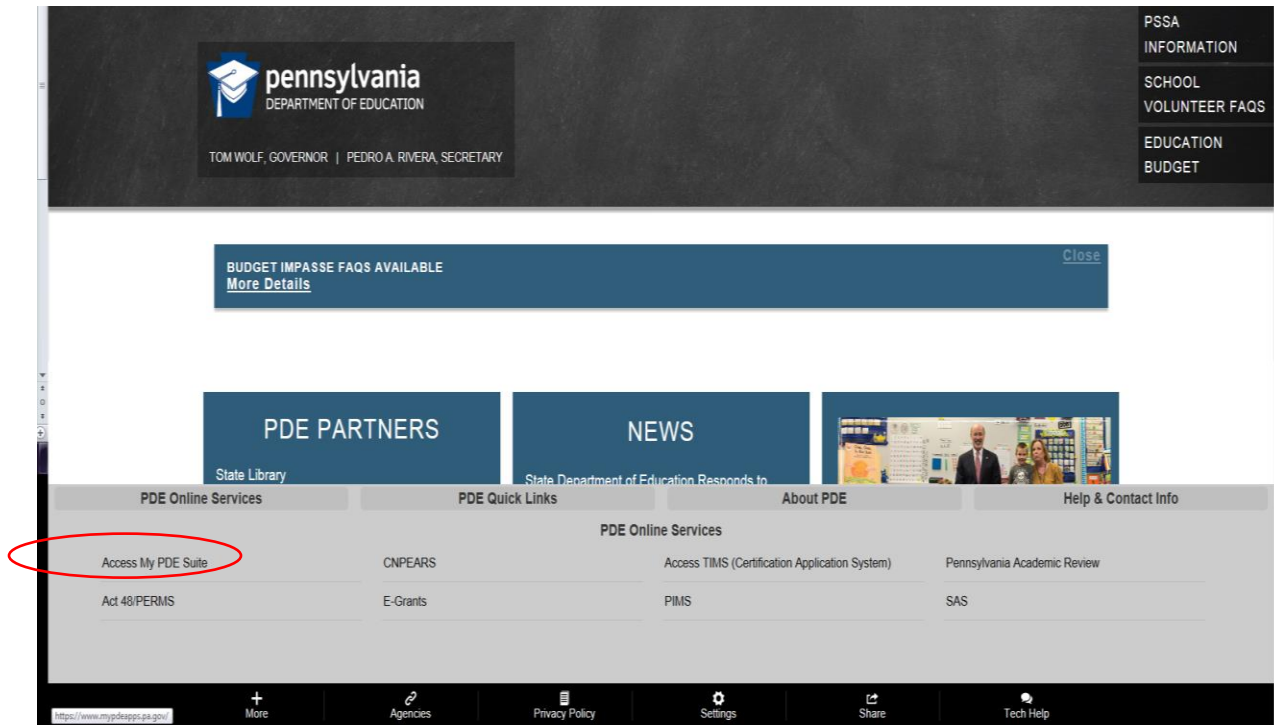 PSSA
INFORMATION
SCHOOL
VOLUNTEER FAQS
EDUCATION
BUDGET
pennsylvania
DEPARTMENT OF EDUCATION
TOM WOLF, GOVERNOR | PEDRO A. RIVERA, SECRETARY
Close
BUDGET IMPASSE FAQS AVAILABLE
More Details
PDE PARTNERS
State Library
NEWS
State Department of Education Responds to
PDE Online Services
PDE Quick Links
About PDE
Help & Contact Info
PDE Online Services
Access My PDE Suite
CNPEARS
Access TIMS (Certification Application System)
Pennsylvania Academic Review
Act 48/PERMS
E-Grants
PIMS
SAS
More
Agencies
Privacy Policy
Settings
Share
Tech Help
https://www.mypdeapps.pa.gov/